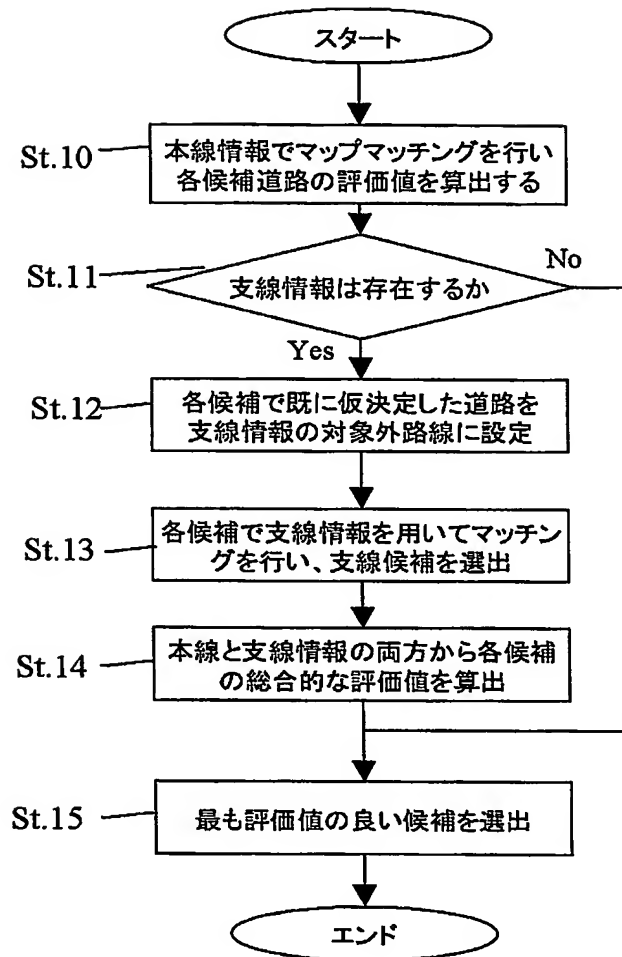 スタート
St.10
本線情報でマップマッチングを行い
各候補道路の評価値を算出する
St.11
支線情報は存在するか
No
Yes
St.12
各候補で既に仮決定した道路を
支線情報の対象外路線に設定
St.13
各候補で支線情報を用いてマッチン
グを行い、支線候補を選出
St.14
本線と支線情報の両方から各候補
の総合的な評価値を算出
St.15
最も評価値の良い候補を選出
エンド